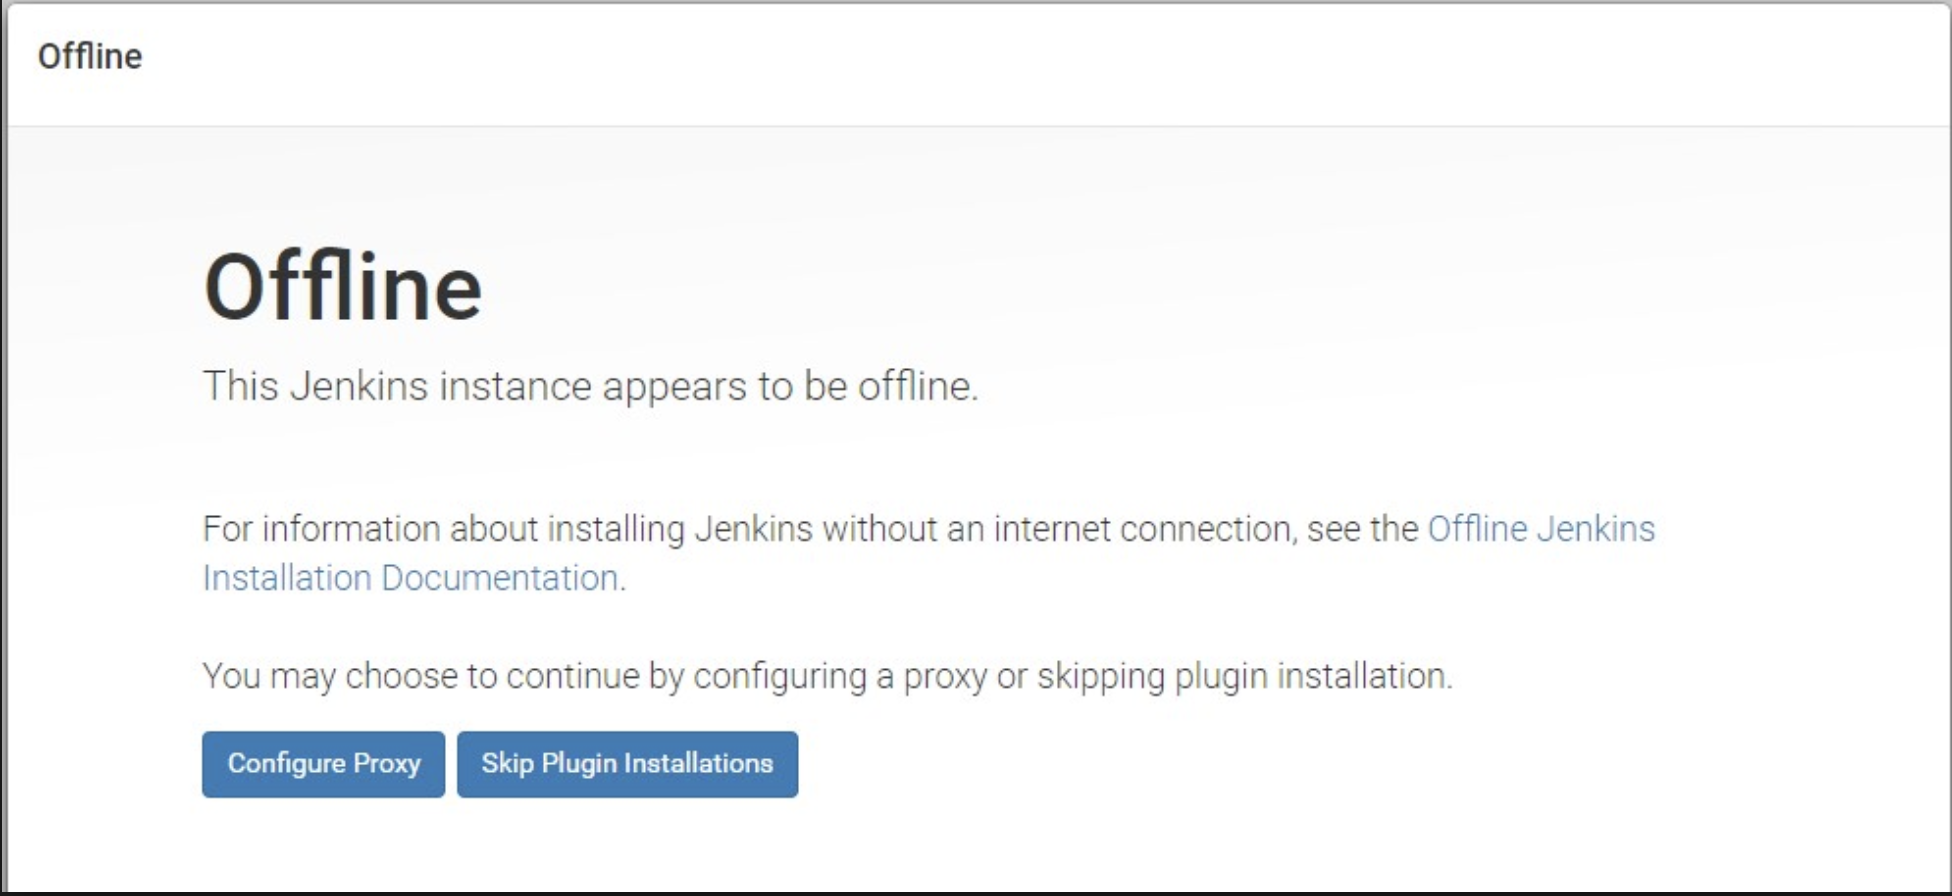 Offline
Offline
This Jenkins instance appears to be offline.
For information about installing Jenkins without an internet connection, see the Offline Jenkins
Installation Documentation.
You may choose to continue by configuring a proxy or skipping plugin installation.
Configure Proxy Skip Plugin Installations